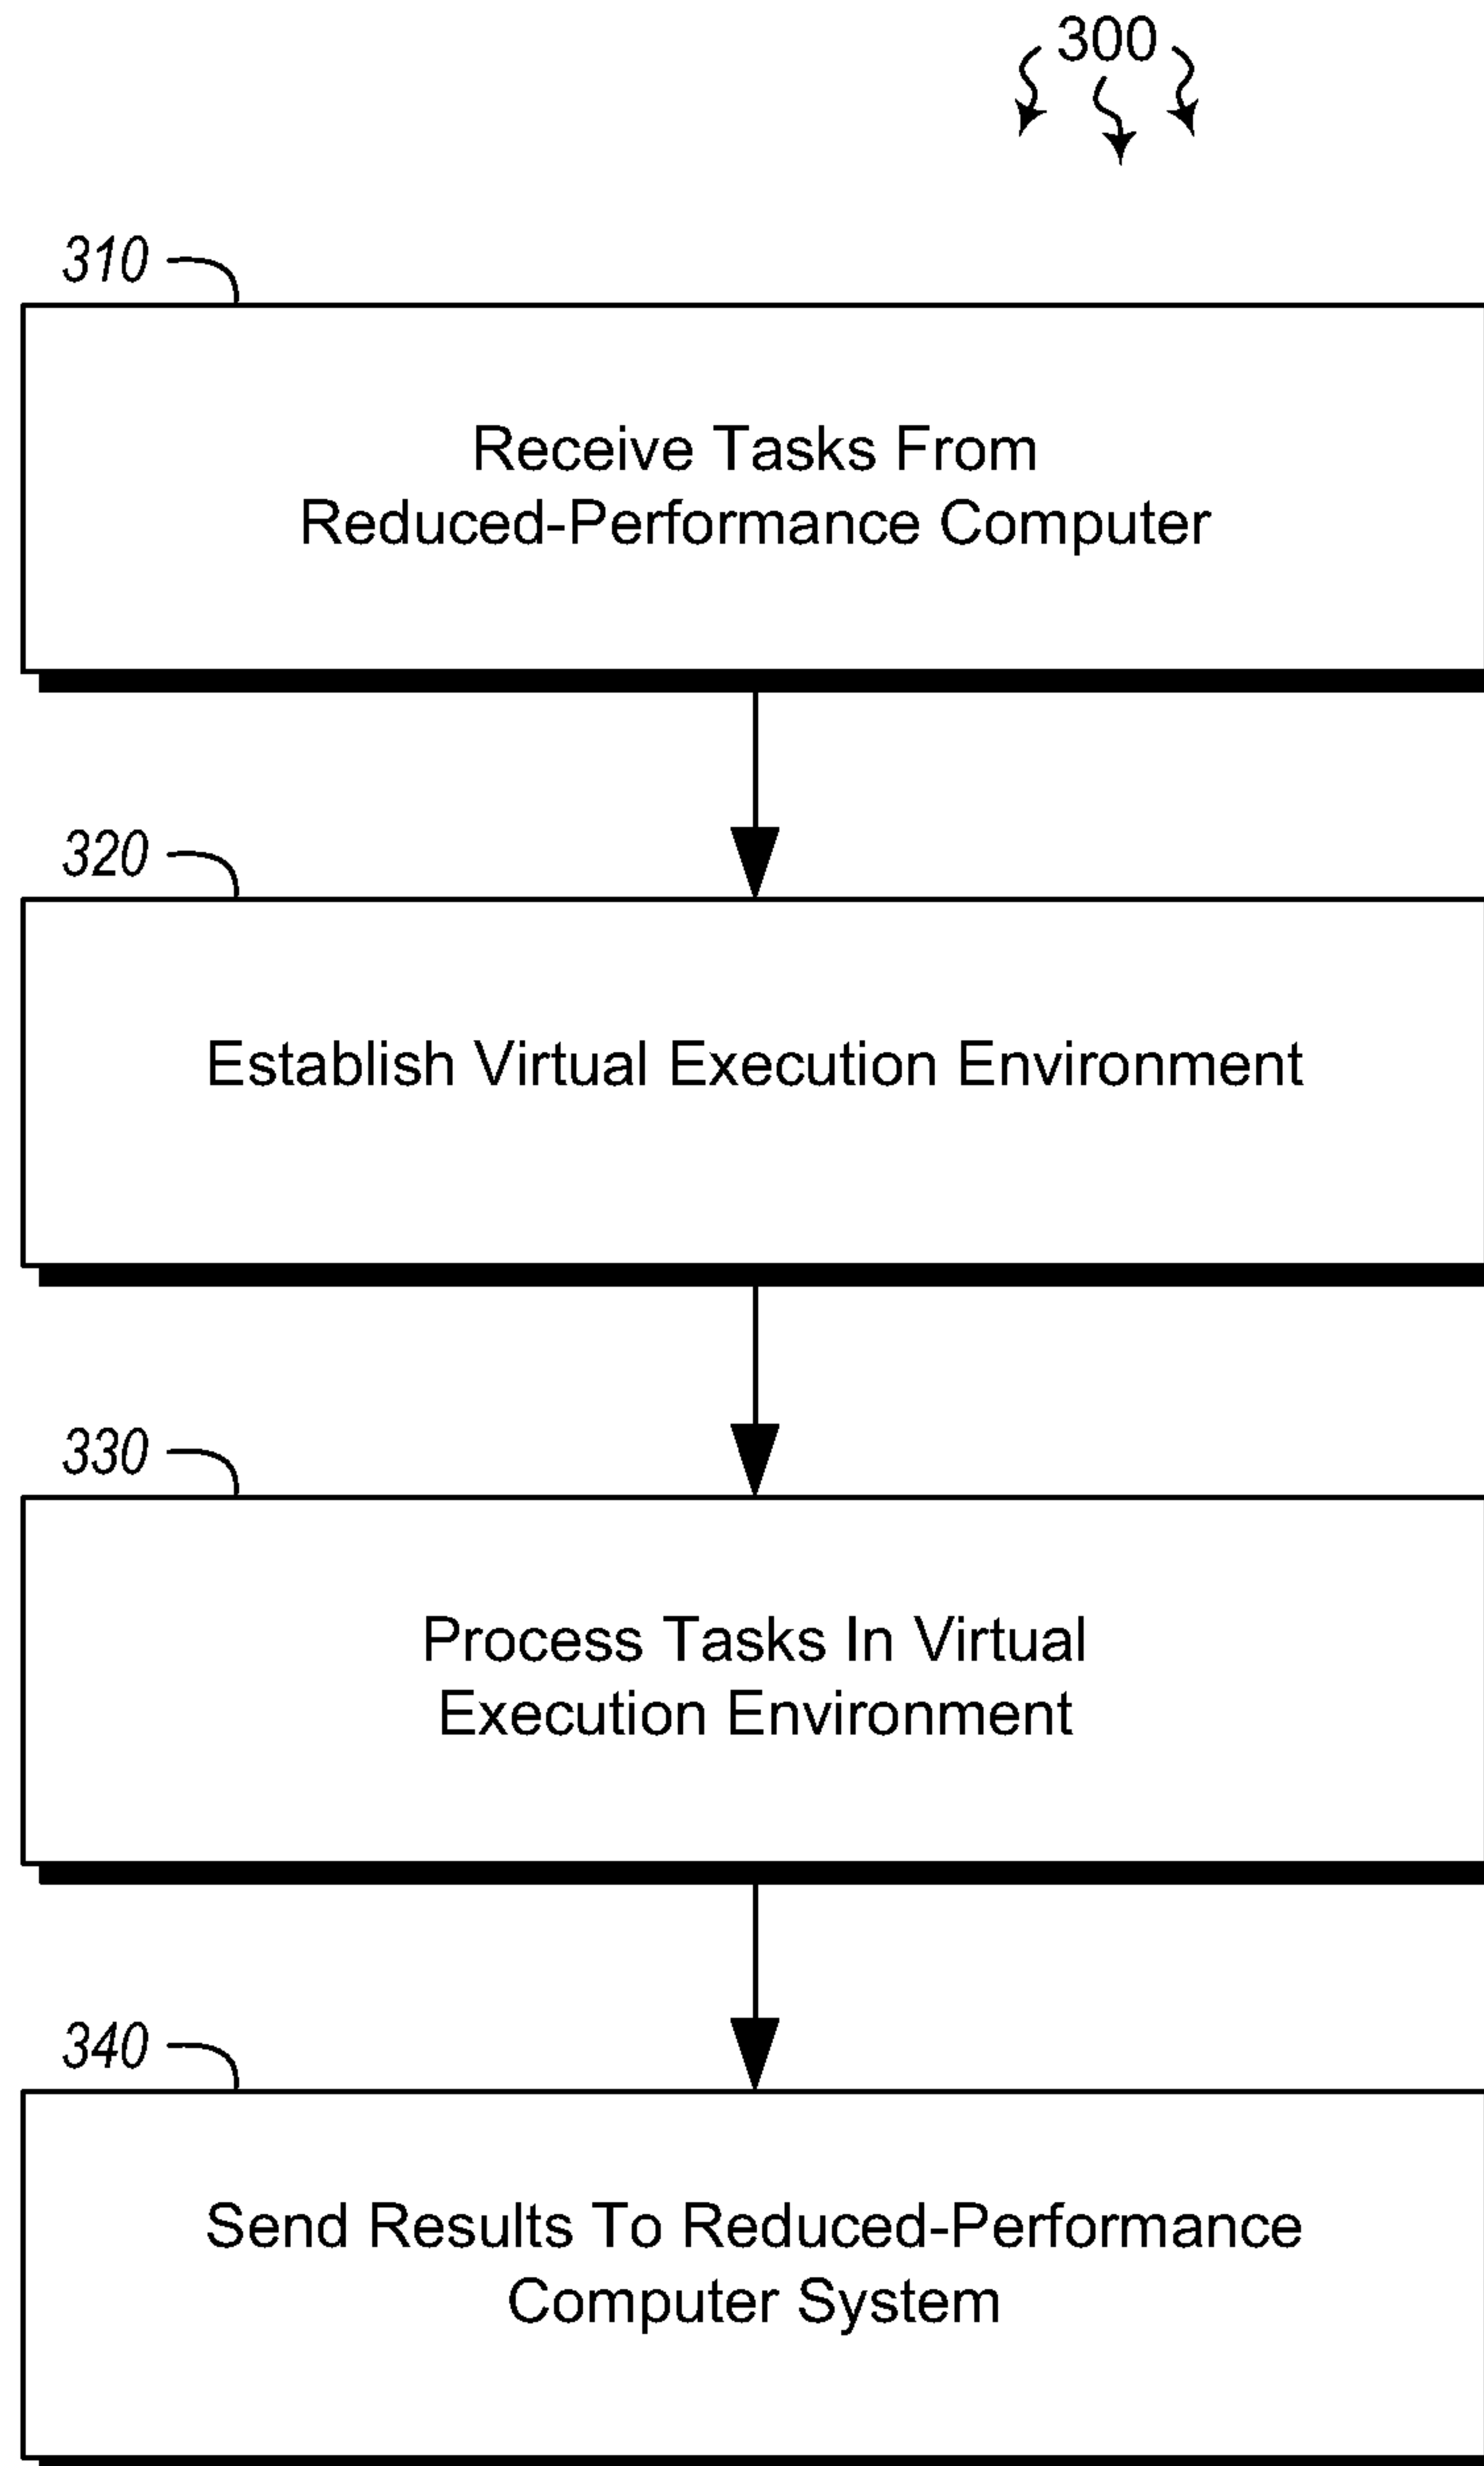 300
310
Receive Tasks From
Reduced-Performance Computer
320
Establish Virtual Execution Environment
330
Process Tasks In Virtual
Execution Environment
340
Send Results To Reduced-Performance
Computer System